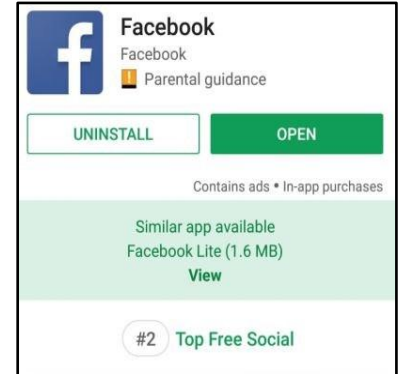 f
Facebook
Facebook
! Parental guidance
UNINSTALL
OPEN
Contains ads • In-app purchases
Similar app available
Facebook Lite (1.6 MB)
View
#2 Top Free Social